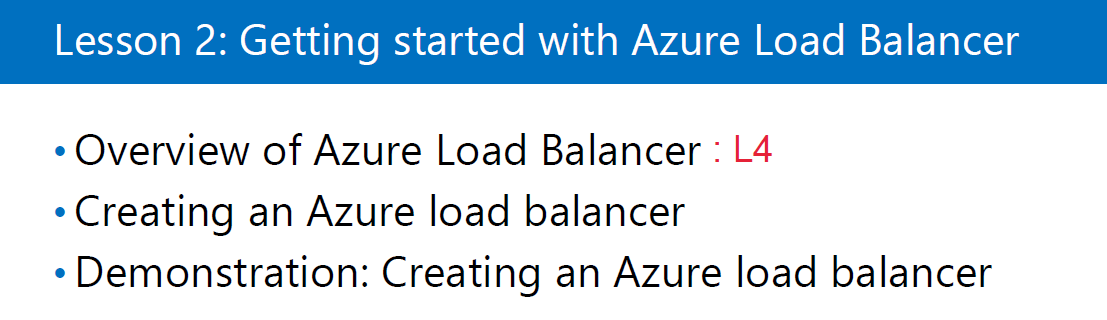 Lesson 2: Getting started with Azure Load Balancer
• Overview of Azure Load Balancer : L4
• Creating an Azure load balancer
• Demonstration: Creating an Azure load balancer